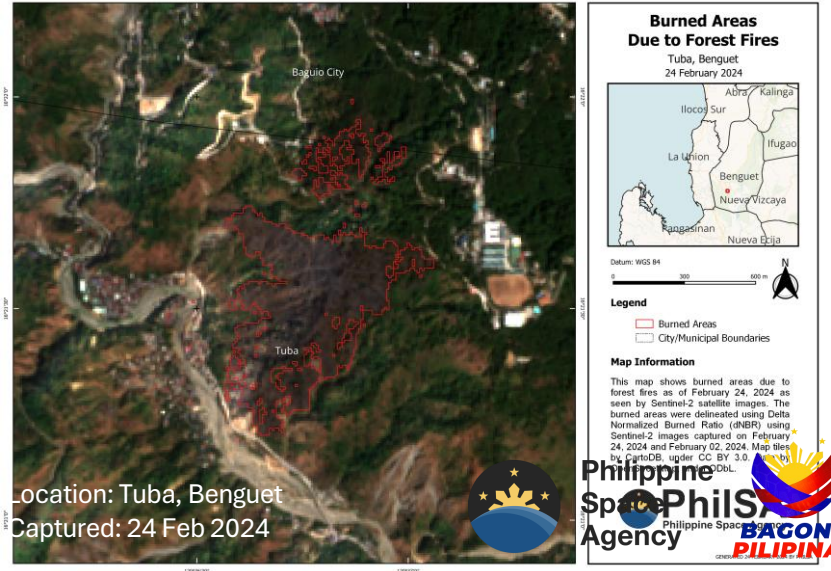 Baguio City
Tuba
Location: Tuba, Benguet
Captured: 24 Feb 2024
Burned Areas
Due to Forest Fires
Tuba, Benguet
24 February 2024
Abra
Kalinga
Ilocos Sur
Ifugao
La Union
Benguet
Nueva Vizcaya
Pangasinan
Nueva Ecija
Datum: WGS 84
0 300 600 m
N
Legend
Burned Areas
City/Municipal Boundaries
Map Information
This map shows burned areas due to
forest fires as of February 24, 2024 as
seen by Sentinel-2 satellite images. The
burned areas were delineated using Delta
Normalized Burned Ratio (dNBR) using
Sentinel-2 images captured on February
24, 2024 and February 02, 2024. Map tiles
by CartoDB, under CC BY 3.0. by
ODbL.
Philippine
Space
Agency
PhilSA
Philippine Space Agency
BAGONG
PILIPINAS